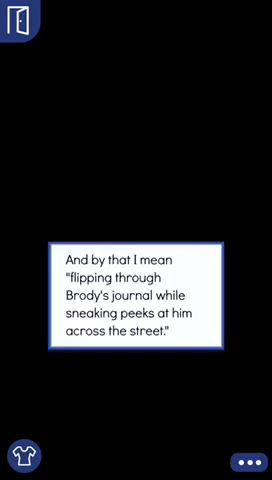 And by that I mean
"flipping through
Brody's journal while
sneaking peeks at him
across the street."